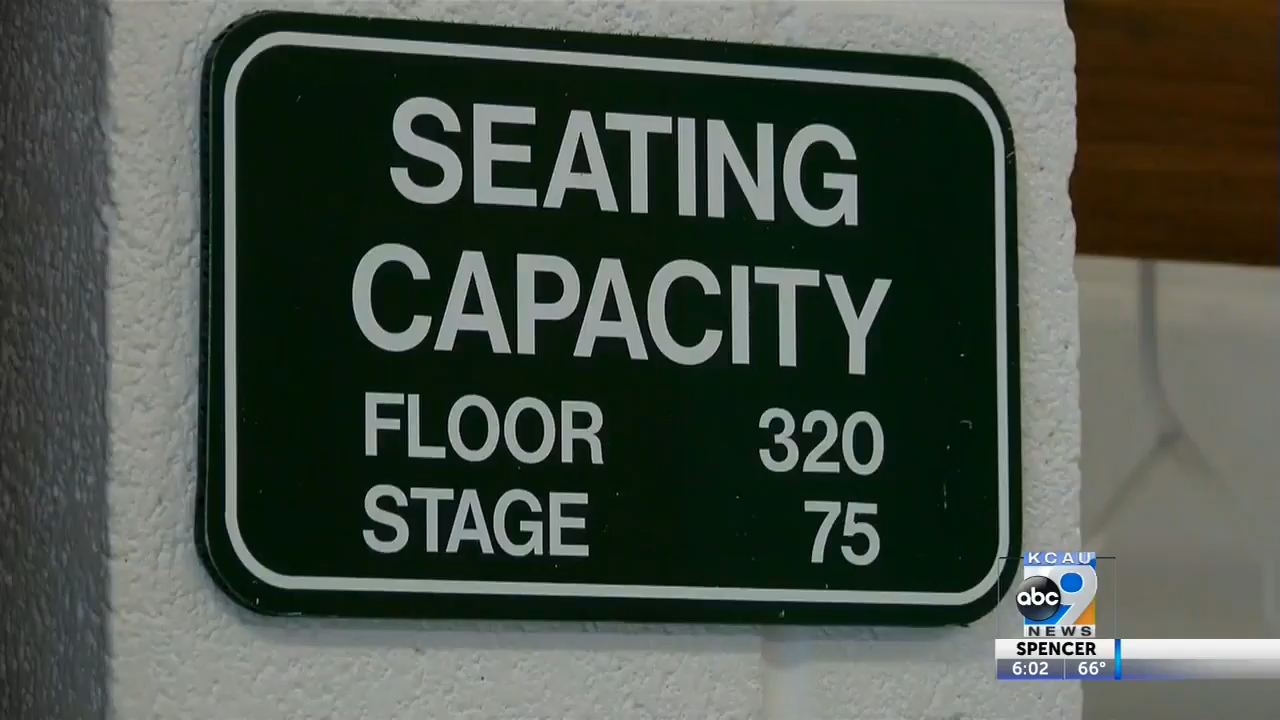 SEATING
CAPACITY
FLOOR 320
STAGE 75
KCAU
abc 9
NEWS
SPENCER
6:02 66°